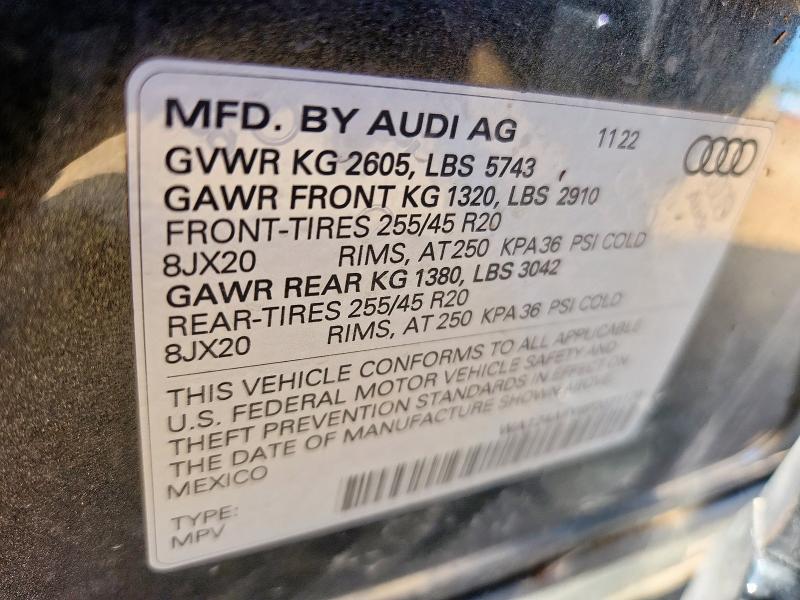 MFD. BY AUDI AG 1122
GVWR KG 2605, LBS 5743
GAWR FRONT KG 1320, LBS 2910
FRONT-TIRES 255/45 R20
8JX20 RIMS, AT 250 KPA 36 PSI COLD
GAWR REAR KG 1380, LBS 3042
REAR-TIRES 255/45 R20
8JX20 RIMS, AT 250 KPA 36 PSI COLD
THIS VEHICLE CONFORMS TO ALL APPLICABLE
U.S. FEDERAL MOTOR VEHICLE SAFETY AND
THEFT PREVENTION STANDARDS IN EFFECT ON
THE DATE OF MANUFACTURE SHOWN ABOVE.
MEXICO
TYPE:
MPV